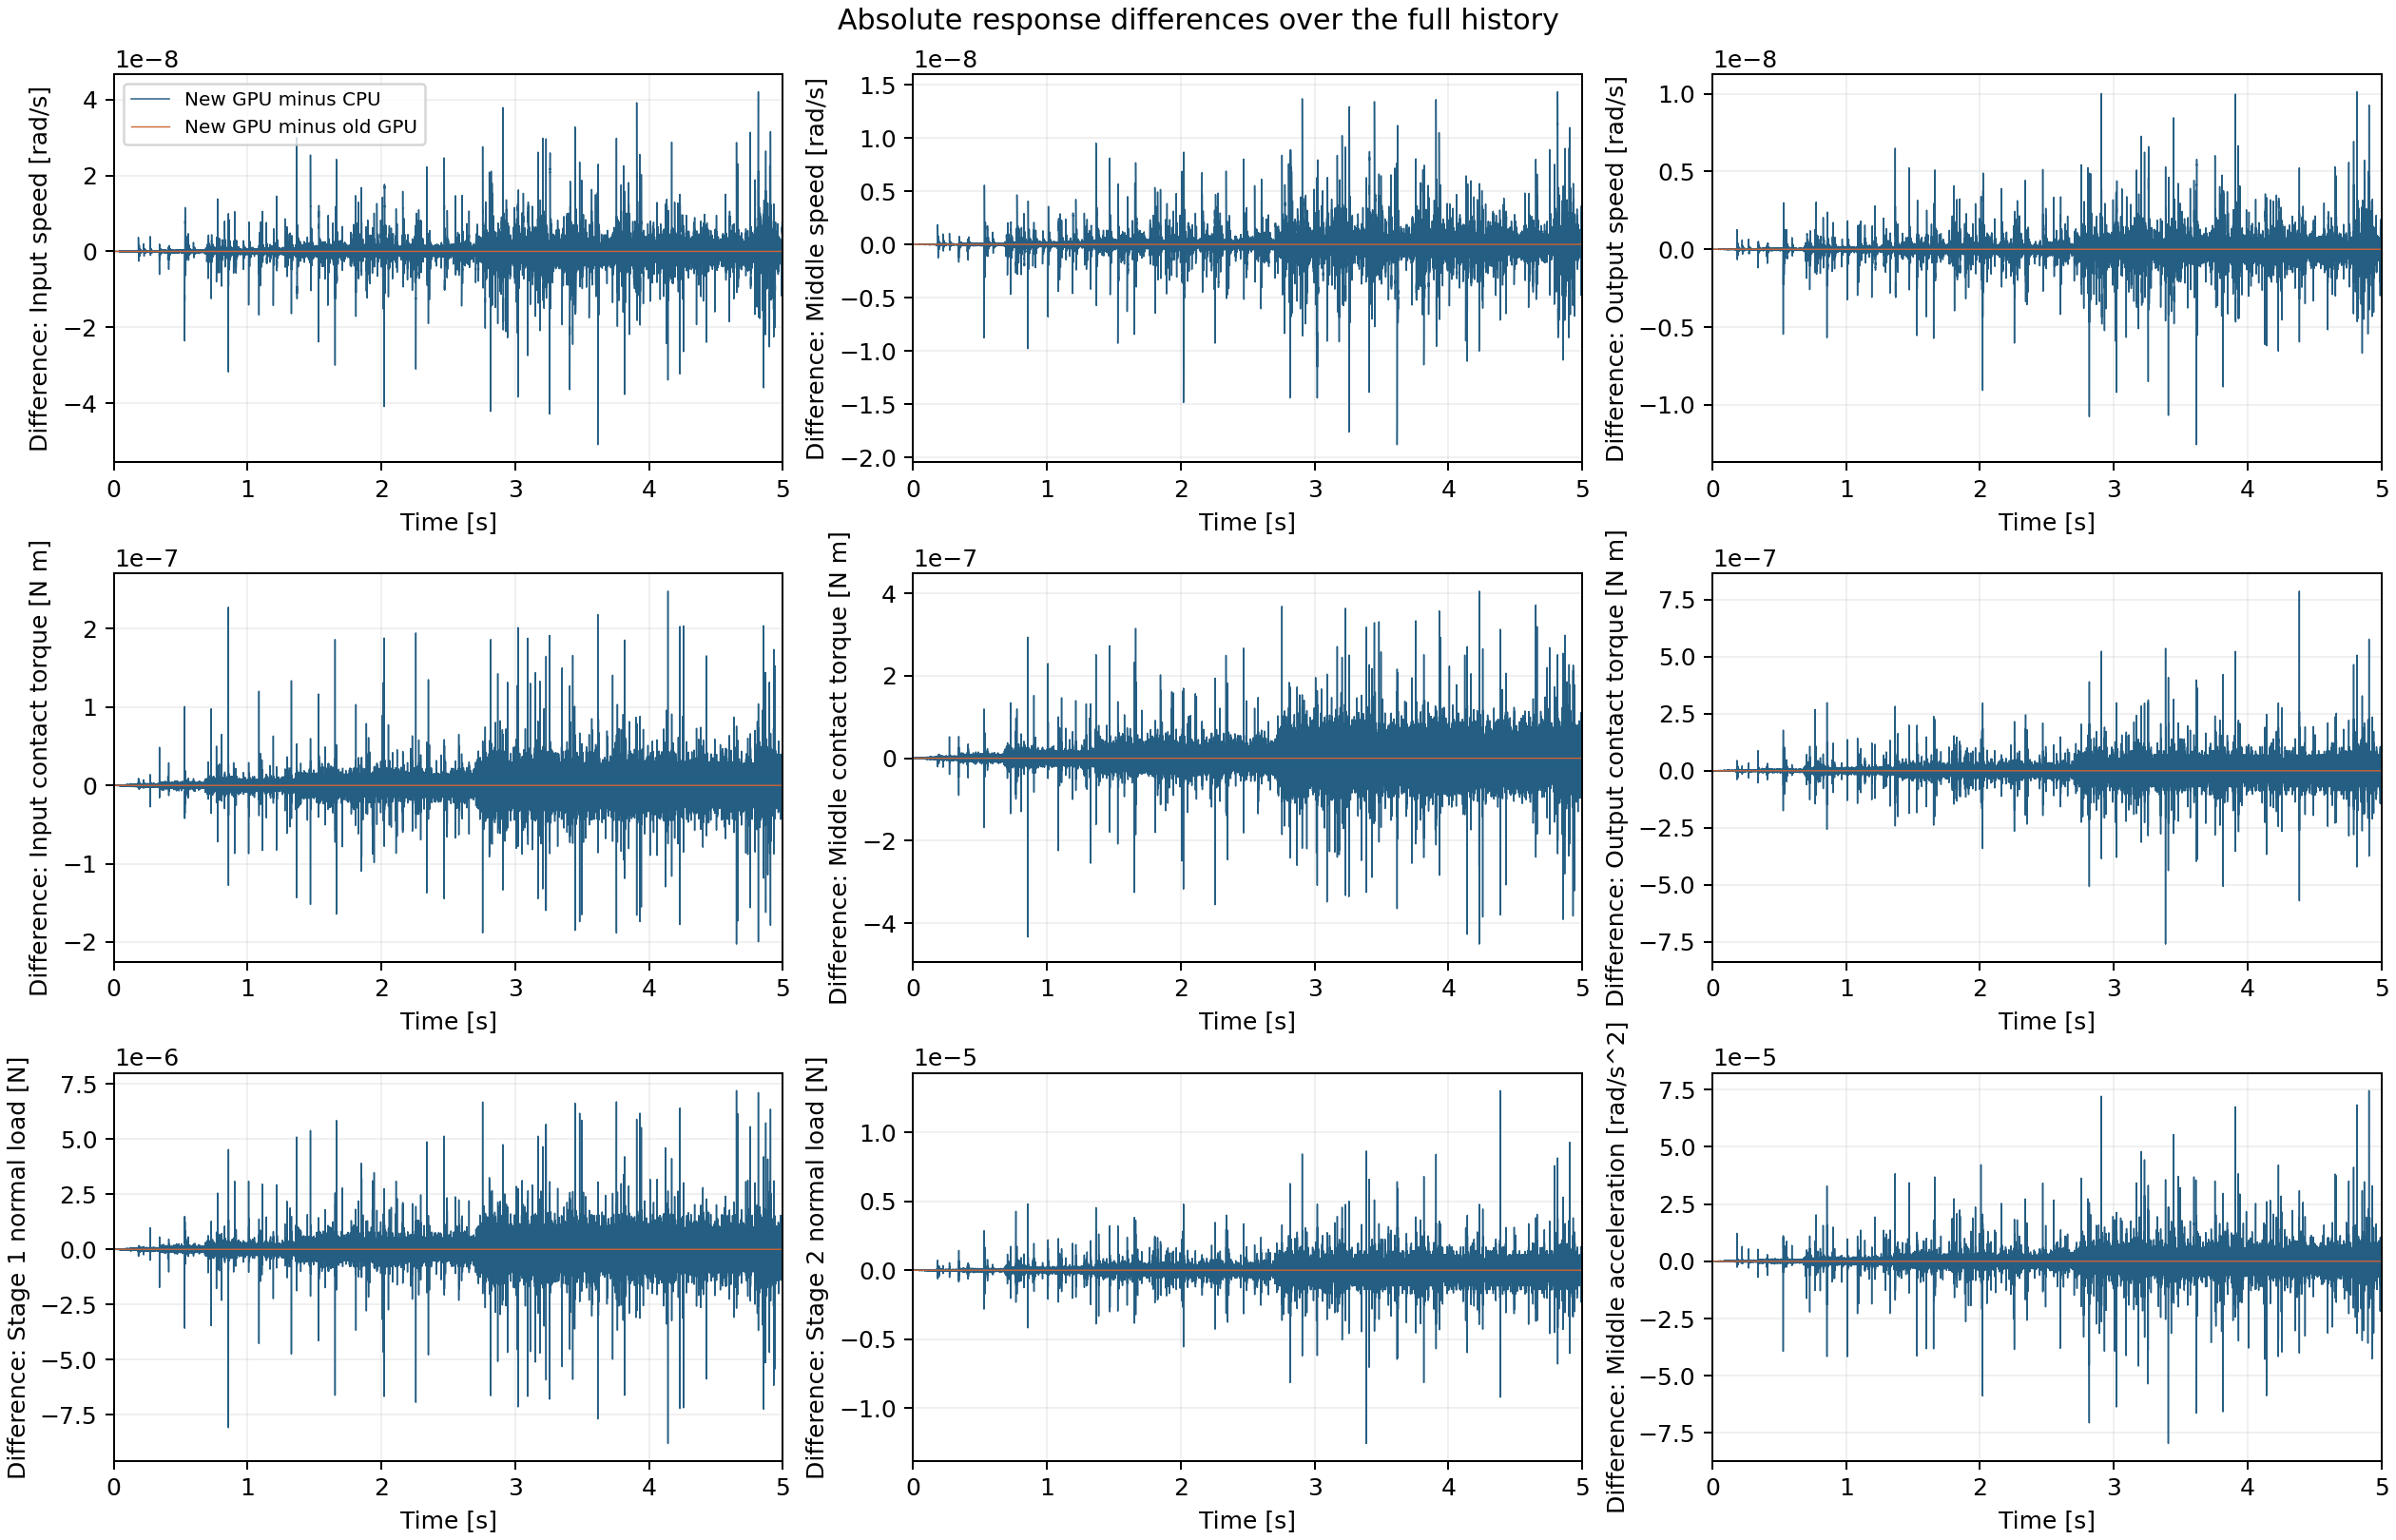 Absolute response differences over the full history
1e−8
Difference: Input speed [rad/s]
4
2
0
−2
−4
New GPU minus CPU
New GPU minus old GPU
0 1 2 3 4 5
Time [s]
1e−8
Difference: Middle speed [rad/s]
1.5
1.0
0.5
0.0
−0.5
−1.0
−1.5
−2.0
0 1 2 3 4 5
Time [s]
1e−8
Difference: Output speed [rad/s]
1.0
0.5
0.0
−0.5
−1.0
0 1 2 3 4 5
Time [s]
1e−7
Difference: Input contact torque [N m]
2
1
0
−1
−2
0 1 2 3 4 5
Time [s]
1e−7
Difference: Middle contact torque [N m]
4
2
0
−2
−4
0 1 2 3 4 5
Time [s]
1e−7
Difference: Output contact torque [N m]
7.5
5.0
2.5
0.0
−2.5
−5.0
−7.5
0 1 2 3 4 5
Time [s]
1e−6
Difference: Stage 1 normal load [N]
7.5
5.0
2.5
0.0
−2.5
−5.0
−7.5
0 1 2 3 4 5
Time [s]
1e−5
Difference: Stage 2 normal load [N]
1.0
0.5
0.0
−0.5
−1.0
0 1 2 3 4 5
Time [s]
1e−5
Difference: Middle acceleration [rad/s^2]
7.5
5.0
2.5
0.0
−2.5
−5.0
−7.5
0 1 2 3 4 5
Time [s]